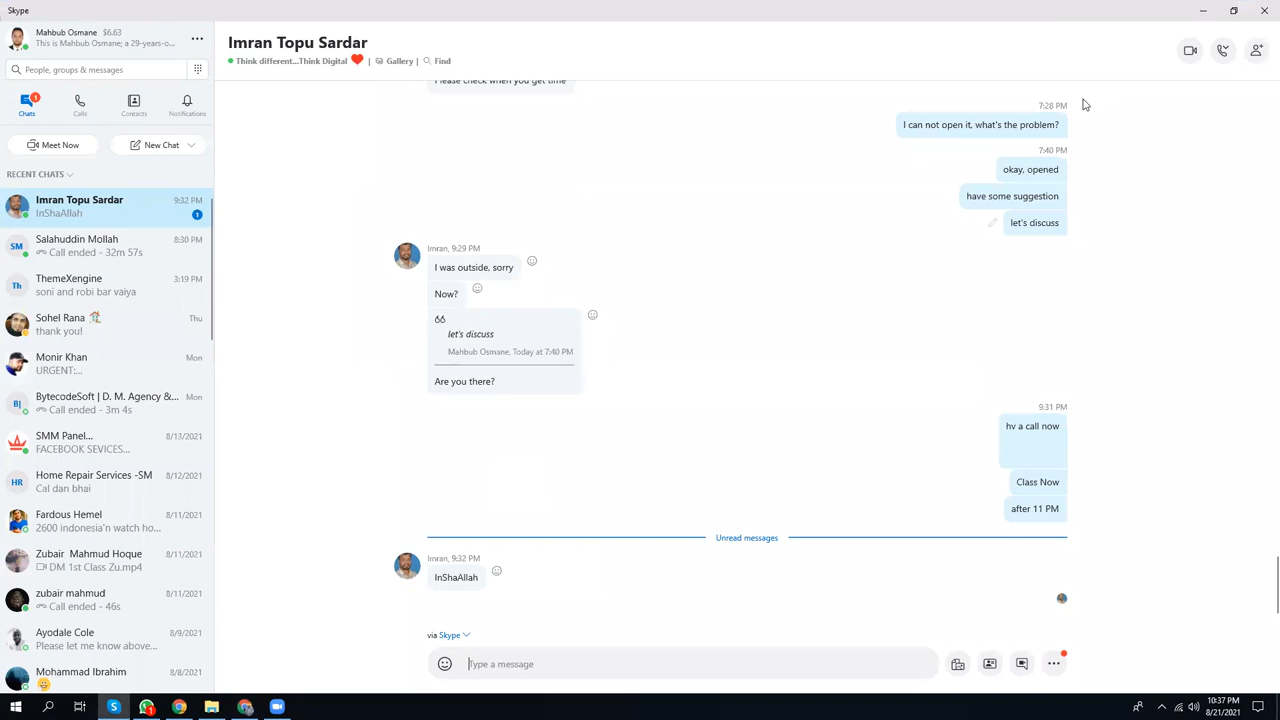 Skype
Mahbub Osmane $6.63
This is Mahbub Osmane; a 29-years-o...
People, groups & messages
1
Chats
Calls
Contacts
Notifications
Meet Now
New Chat
RECENT CHATS
Imran Topu Sardar 9:32 PM
InShaAllah 1
SM
Salahuddin Mollah 8:30 PM
Call ended - 32m 57s
Th
ThemeXengine 3:19 PM
soni and robi bar vaiya
Sohel Rana Thu
thank you!
Monir Khan Mon
URGENT:...
B|
BytecodeSoft | D. M. Agency &... Mon
Call ended - 3m 4s
SMM Panel... 8/13/2021
FACEBOOK SEVICES...
HR
Home Repair Services -SM 8/12/2021
Cal dan bhai
Fardous Hemel 8/11/2021
2600 indonesia'n watch ho...
Zubair Mahmud Hoque 8/11/2021
DM 1st Class Zu.mp4
zubair mahmud 8/11/2021
Call ended - 46s
Ayodale Cole 8/9/2021
Please let me know above...
Mohammad Ibrahim 8/8/2021
Imran Topu Sardar
Think different...Think Digital | Gallery | Find
Please check when you get time
7:28 PM
I can not open it, what's the problem?
7:40 PM
okay, opened
have some suggestion
let's discuss
Imran, 9:29 PM
I was outside, sorry
Now?
let's discuss
Mahbub Osmane, Today at 7:40 PM
Are you there?
9:31 PM
hv a call now
Class Now
after 11 PM
Unread messages
Imran, 9:32 PM
InShaAllah
via Skype
Type a message
1
10:37 PM
8/21/2021